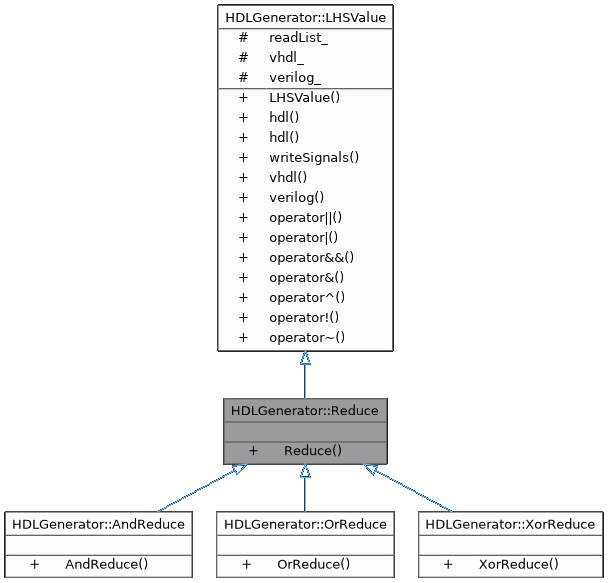 HDLGenerator::LHSValue
# readList_
# vhdl_
# verilog_
+ LHSValue()
+ hdl()
+ hdl()
+ writeSignals()
+ vhdl()
+ verilog()
+ operator||()
+ operator|()
+ operator&&()
+ operator&()
+ operator^()
+ operator!()
+ operator~()
HDLGenerator::Reduce
+ Reduce()
HDLGenerator::AndReduce
+ AndReduce()
HDLGenerator::OrReduce
+ OrReduce()
HDLGenerator::XorReduce
+ XorReduce()